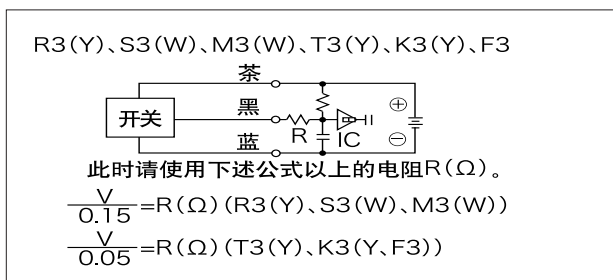 R3(Y)、S3(W)、M3(W)、T3(Y)、K3(Y)、F3
茶
开关
黑
R
IC
⊕
⊖
蓝
此时请使用下述公式以上的电阻R(Ω)。
V/0.15=R(Ω)(R3(Y)、S3(W)、M3(W))
V/0.05=R(Ω)(T3(Y)、K3(Y、F3))